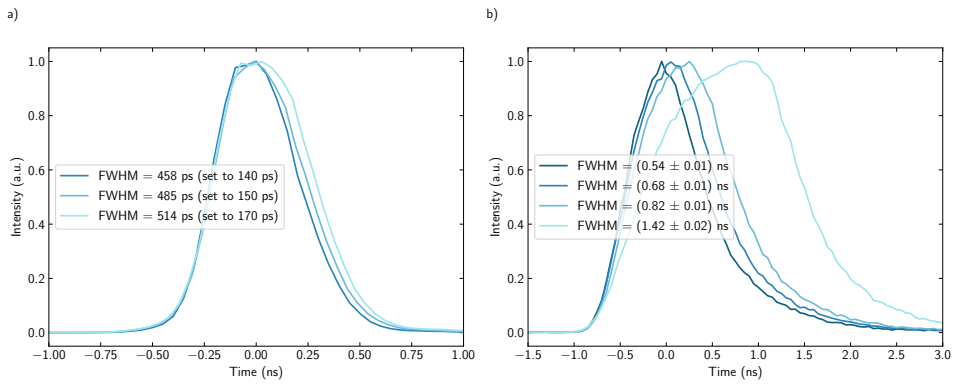 a)
b)
Intensity (a.u.)
1.0
0.8
0.6
0.4
0.2
0.0
FWHM = 458 ps (set to 140 ps)
FWHM = 485 ps (set to 150 ps)
FWHM = 514 ps (set to 170 ps)
−1.00 −0.75 −0.50 −0.25 0.00 0.25 0.50 0.75 1.00
Time (ns)
Intensity (a.u.)
1.0
0.8
0.6
0.4
0.2
0.0
FWHM = (0.54 ± 0.01) ns
FWHM = (0.68 ± 0.01) ns
FWHM = (0.82 ± 0.01) ns
FWHM = (1.42 ± 0.02) ns
−1.5 −1.0 −0.5 0.0 0.5 1.0 1.5 2.0 2.5 3.0
Time (ns)